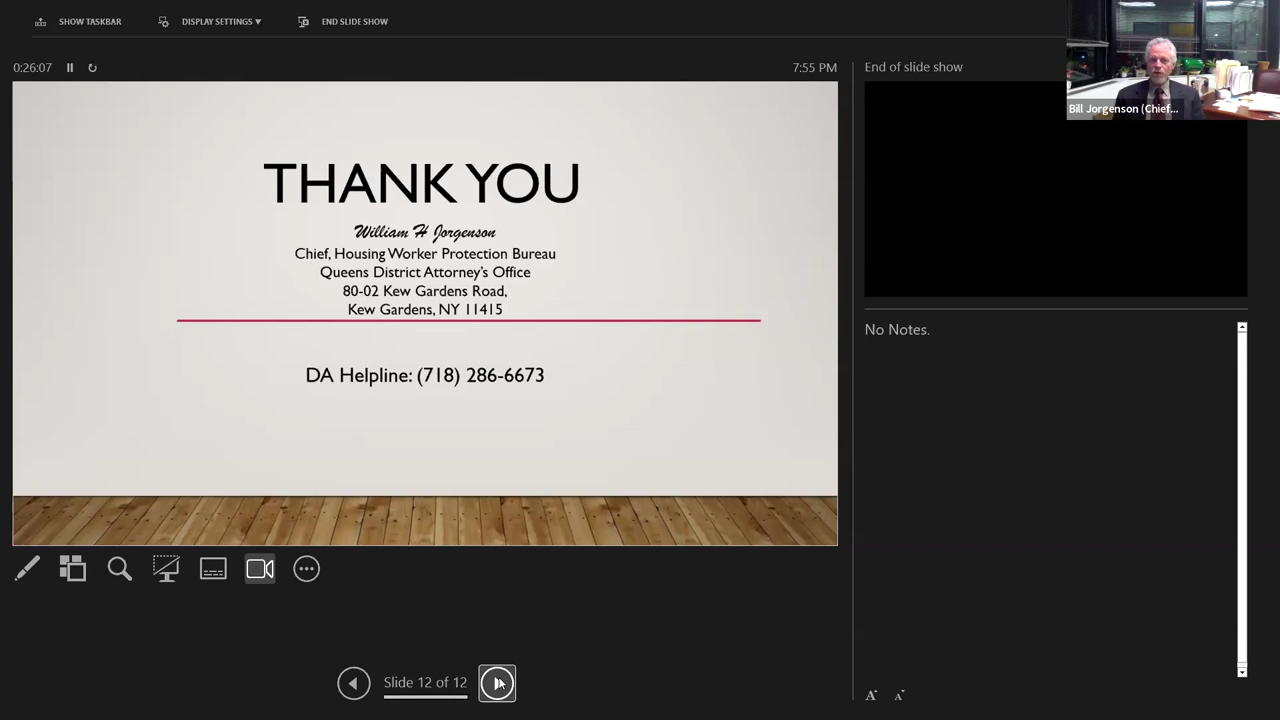 SHOW TASKBAR
DISPLAY SETTINGS
END SLIDE SHOW
0:26:07
7:55 PM
End of slide show
Bill Jorgenson (Chief...
THANK YOU
William H Jorgenson
Chief, Housing Worker Protection Bureau
Queens District Attorney's Office
80-02 Kew Gardens Road,
Kew Gardens, NY 11415
DA Helpline: (718) 286-6673
No Notes.
Slide 12 of 12
A A